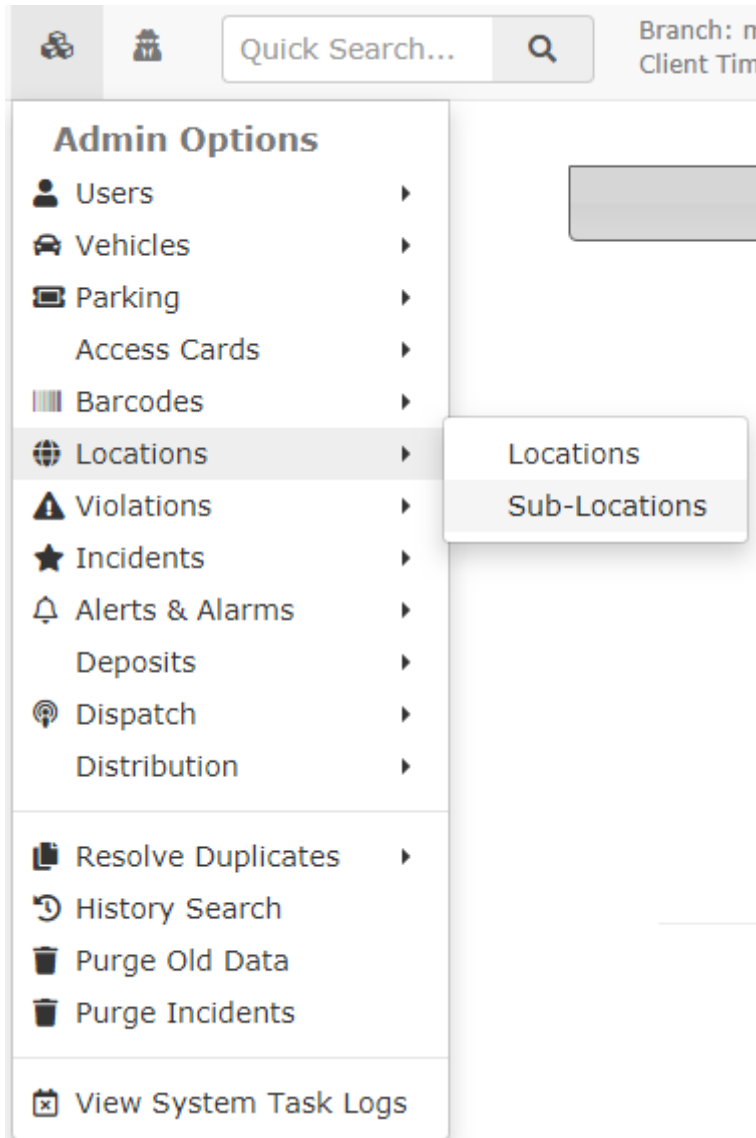 Quick Search...
Branch:
Client
Admin Options
Users
Vehicles
Parking
Access Cards
Barcodes
Locations
Locations
Sub-Locations
Violations
Incidents
Alerts & Alarms
Deposits
Dispatch
Distribution
Resolve Duplicates
History Search
Purge Old Data
Purge Incidents
View System Task Logs